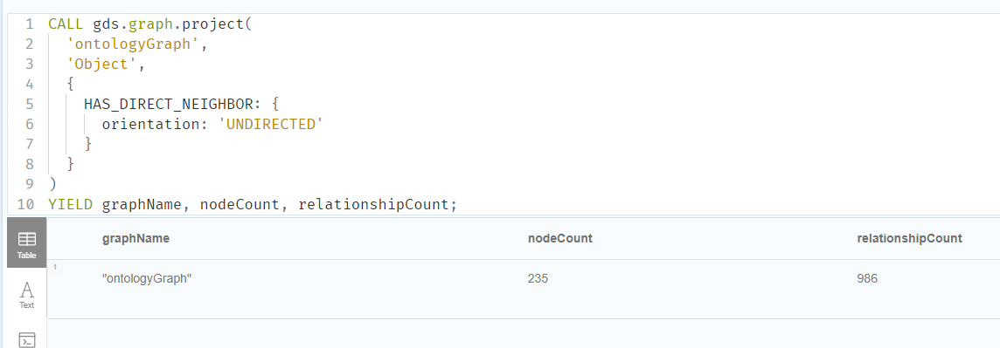 1 CALL gds.graph.project(
2 'ontologyGraph',
3 'Object',
4 {
5 HAS_DIRECT_NEIGHBOR: {
6 orientation: 'UNDIRECTED'
7 }
8 }
9 )
10 YIELD graphName, nodeCount, relationshipCount;
Table
Text
graphName nodeCount relationshipCount
1 "ontologyGraph" 235 986